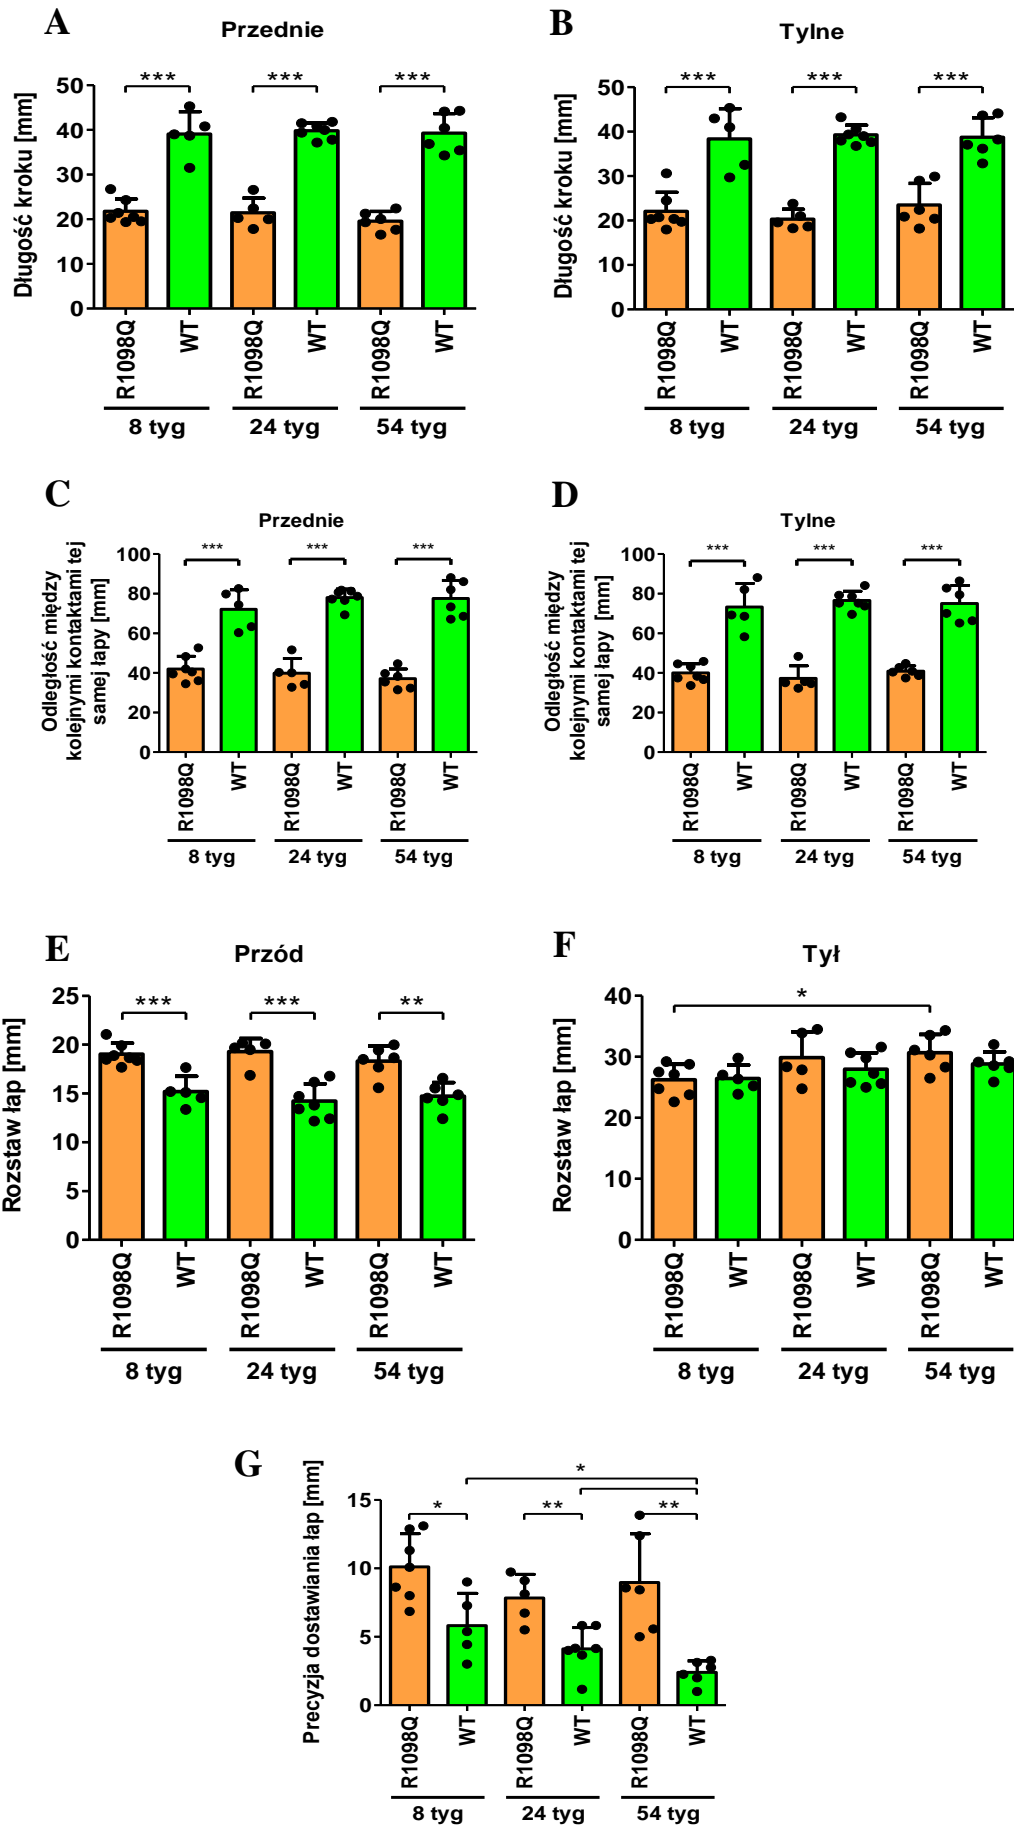 A
Przednie
Długość kroku [mm]
50
40
30
20
10
0
***
***
***
R1098Q
WT
R1098Q
WT
R1098Q
WT
8 tyg
24 tyg
54 tyg
B
Tylne
Długość kroku [mm]
50
40
30
20
10
0
***
***
***
R1098Q
WT
R1098Q
WT
R1098Q
WT
8 tyg
24 tyg
54 tyg
C
Przednie
Odległość między
kolejnymi kontaktami tej
samej łapy [mm]
100
80
60
40
20
0
***
***
***
R1098Q
WT
R1098Q
WT
R1098Q
WT
8 tyg
24 tyg
54 tyg
D
Tylne
Odległość między
kolejnymi kontaktami tej
samej łapy [mm]
100
80
60
40
20
0
***
***
***
R1098Q
WT
R1098Q
WT
R1098Q
WT
8 tyg
24 tyg
54 tyg
E
Przód
Rozstaw łap [mm]
25
20
15
10
5
0
***
***
**
R1098Q
WT
R1098Q
WT
R1098Q
WT
8 tyg
24 tyg
54 tyg
F
Tył
Rozstaw łap [mm]
40
30
20
10
0
*
R1098Q
WT
R1098Q
WT
R1098Q
WT
8 tyg
24 tyg
54 tyg
G
Precyzja dostawiania łap [mm]
15
10
5
0
*
*
**
**
R1098Q
WT
R1098Q
WT
R1098Q
WT
8 tyg
24 tyg
54 tyg